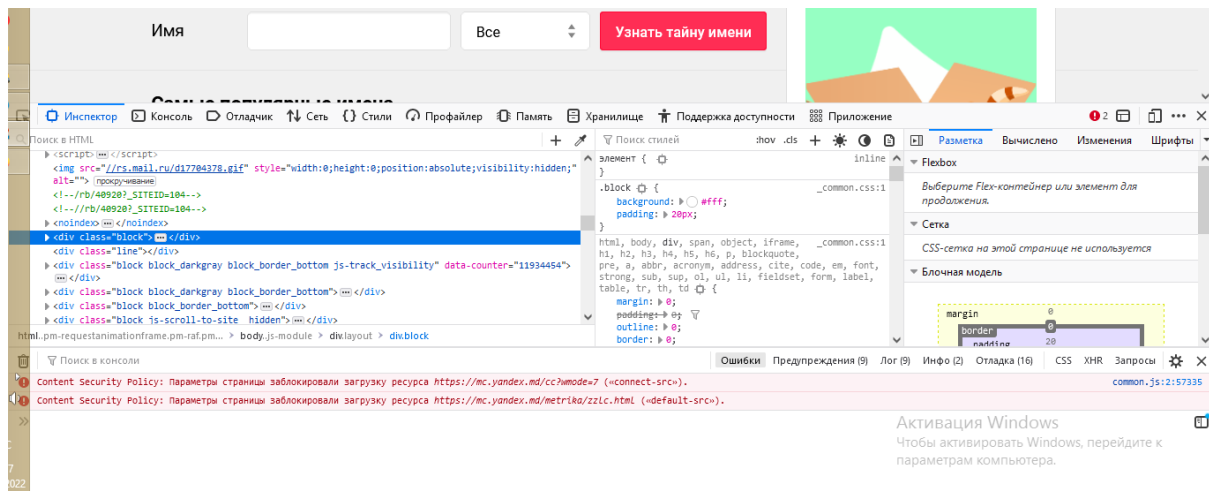 Имя
Все
Узнать тайну имени
Самые популярные имена
Инспектор Консоль Отладчик Сеть Стили Профайлер Память Хранилище Поддержка доступности Приложение 2
Поиск в HTML
<script></script>
<img src="//rs.mail.ru/d17704378.gif" style="width:0;height:0;position:absolute;visibility:hidden;"
alt=""> прокручивание
<!--/rb/40920?_SITEID=104-->
<!--//rb/40920?_SITEID=104-->
<noindex></noindex>
<div class="block"></div>
<div class="line"></div>
<div class="block block_darkgray block_border_bottom js-track_visibility" data-counter="11934454">
</div>
<div class="block block_darkgray block_border_bottom"></div>
<div class="block block_border_bottom"></div>
<div class="block js-scroll-to-site hidden"></div>
html.pm-requestanimationframe.pm-raf.pm... > body.js-module > div.layout > div.block
Поиск стилей :hov .cls +
элемент { inline
}
.block { _common.css:1
background: #fff;
padding: 20px;
}
html, body, div, span, object, iframe, _common.css:1
h1, h2, h3, h4, h5, h6, p, blockquote,
pre, a, abbr, acronym, address, cite, code, em, font,
strong, sub, sup, ol, ul, li, fieldset, form, label,
table, tr, th, td {
margin: 0;
padding: 0;
outline: 0;
border: 0;
Разметка Вычислено Изменения Шрифты
Flexbox
Выберите Flex-контейнер или элемент для
продолжения.
Сетка
CSS-сетка на этой странице не используется
Блочная модель
margin 0
border 0
padding 20
Поиск в консоли
Ошибки Предупреждения (9) Лог (9) Инфо (2) Отладка (16) CSS XHR Запросы
Content Security Policy: Параметры страницы заблокировали загрузку ресурса https://mc.yandex.md/cc?wmode=7 («connect-src»). common.js:2:57335
Content Security Policy: Параметры страницы заблокировали загрузку ресурса https://mc.yandex.md/metrika/zzlc.html («default-src»).
Активация Windows
Чтобы активировать Windows, перейдите к
параметрам компьютера.
2022